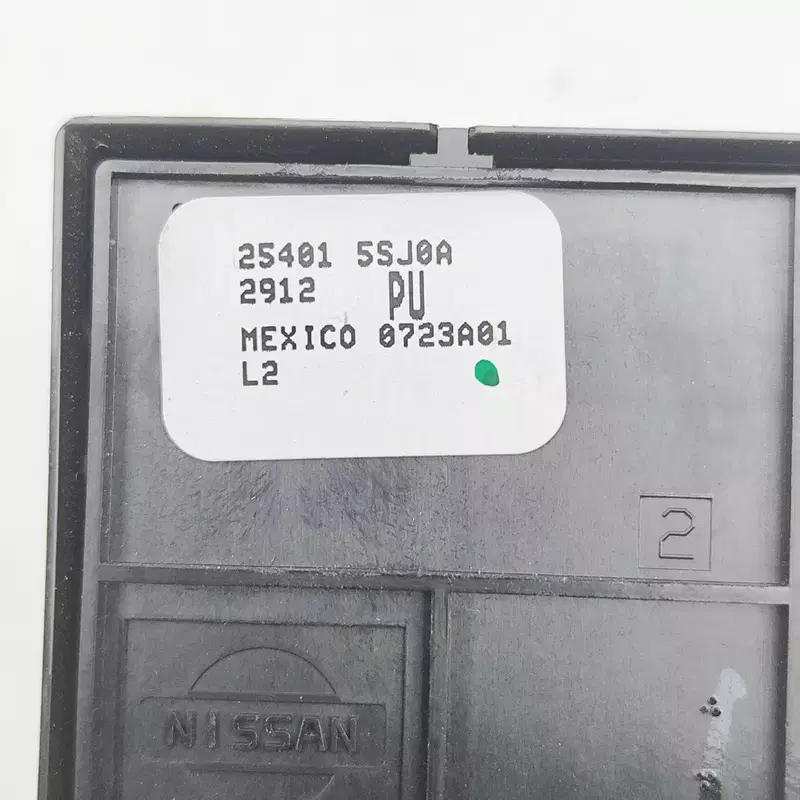 25401 5SJ0A
2912 PU
MEXICO 0723A01
L2
2
NISSAN